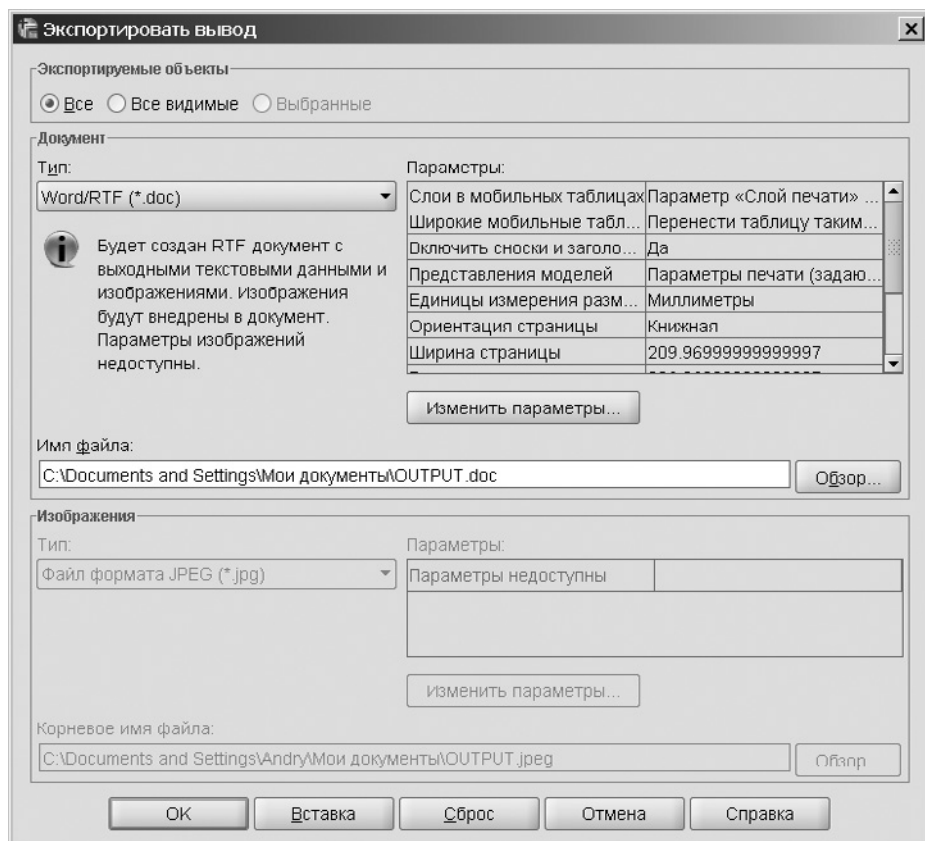 Экспортировать вывод
Экспортируемые объекты
Все Все видимые Выбранные
Документ
Тип:
Word/RTF (*.doc)
Будет создан RTF документ с
выходными текстовыми данными и
изображениями. Изображения
будут внедрены в документ.
Параметры изображений
недоступны.
Параметры:
Слои в мобильных таблицах Параметр «Слой печати» ...
Широкие мобильные табл... Перенести таблицу таким...
Включить сноски и заголо... Да
Представления моделей Параметры печати (задаю...
Единицы измерения разм... Миллиметры
Ориентация страницы Книжная
Ширина страницы 209.96999999999997
Изменить параметры...
Имя файла:
C:\Documents and Settings\Мои документы\OUTPUT.doc Обзор...
Изображения
Тип:
Файл формата JPEG (*.jpg)
Параметры:
Параметры недоступны
Изменить параметры...
Корневое имя файла:
C:\Documents and Settings\Andry\Мои документы\OUTPUT.jpeg Обзор
OK Вставка Сброс Отмена Справка